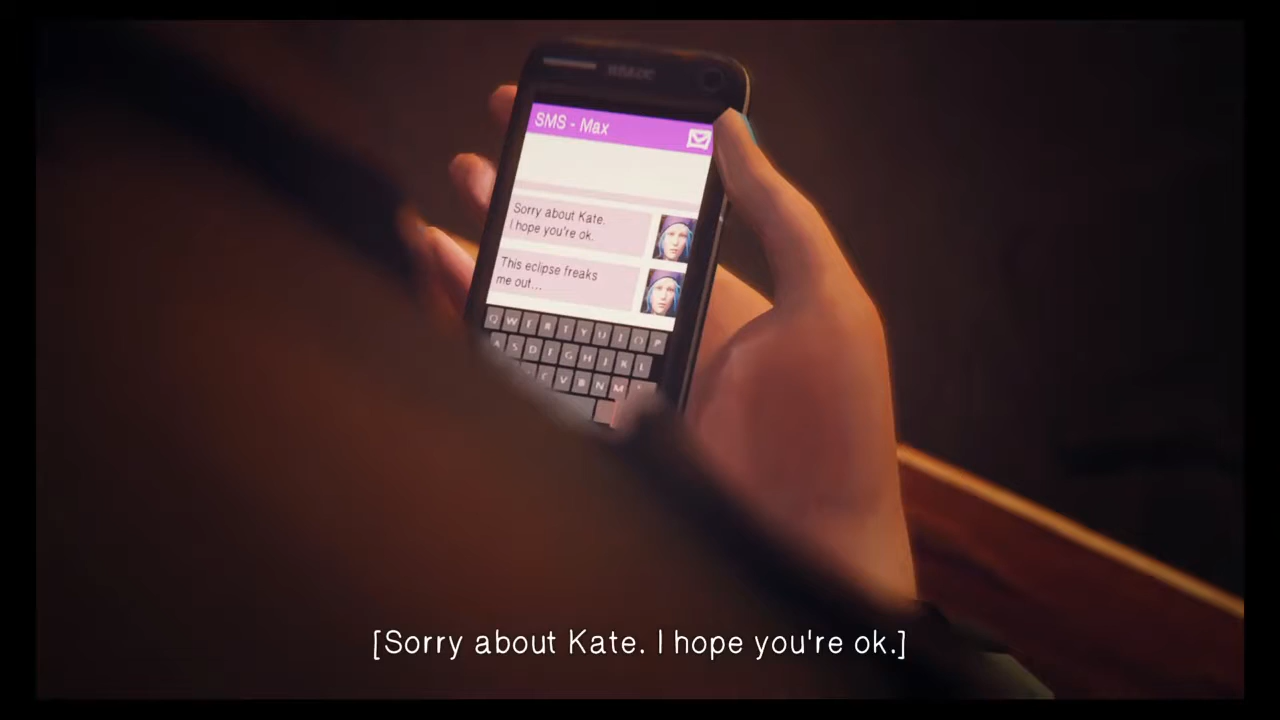 SMS - Max
Sorry about Kate.
I hope you're ok.
This eclipse freaks
me out...
Q W E R T Y U I O P
A S D F G H J K L
C V B N M
[Sorry about Kate. I hope you're ok.]